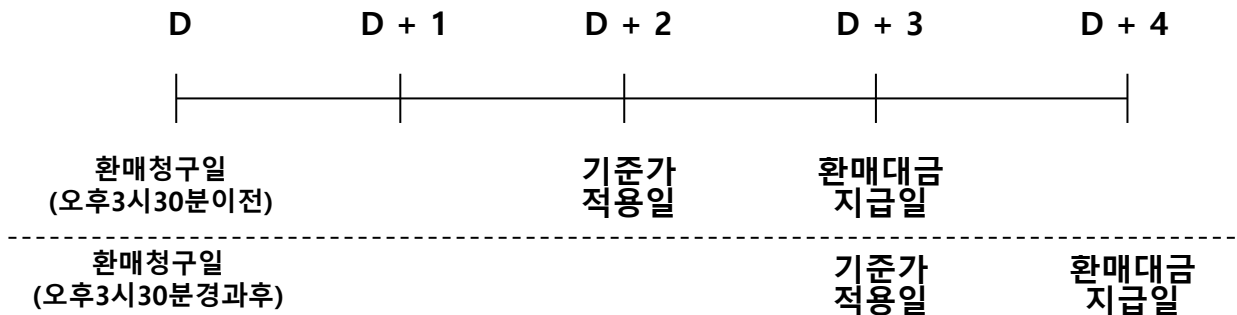 D D + 1 D + 2 D + 3 D + 4
환매청구일
(오후3시30분이전)
기준가
적용일
환매대금
지급일
환매청구일
(오후3시30분경과후)
기준가
적용일
환매대금
지급일